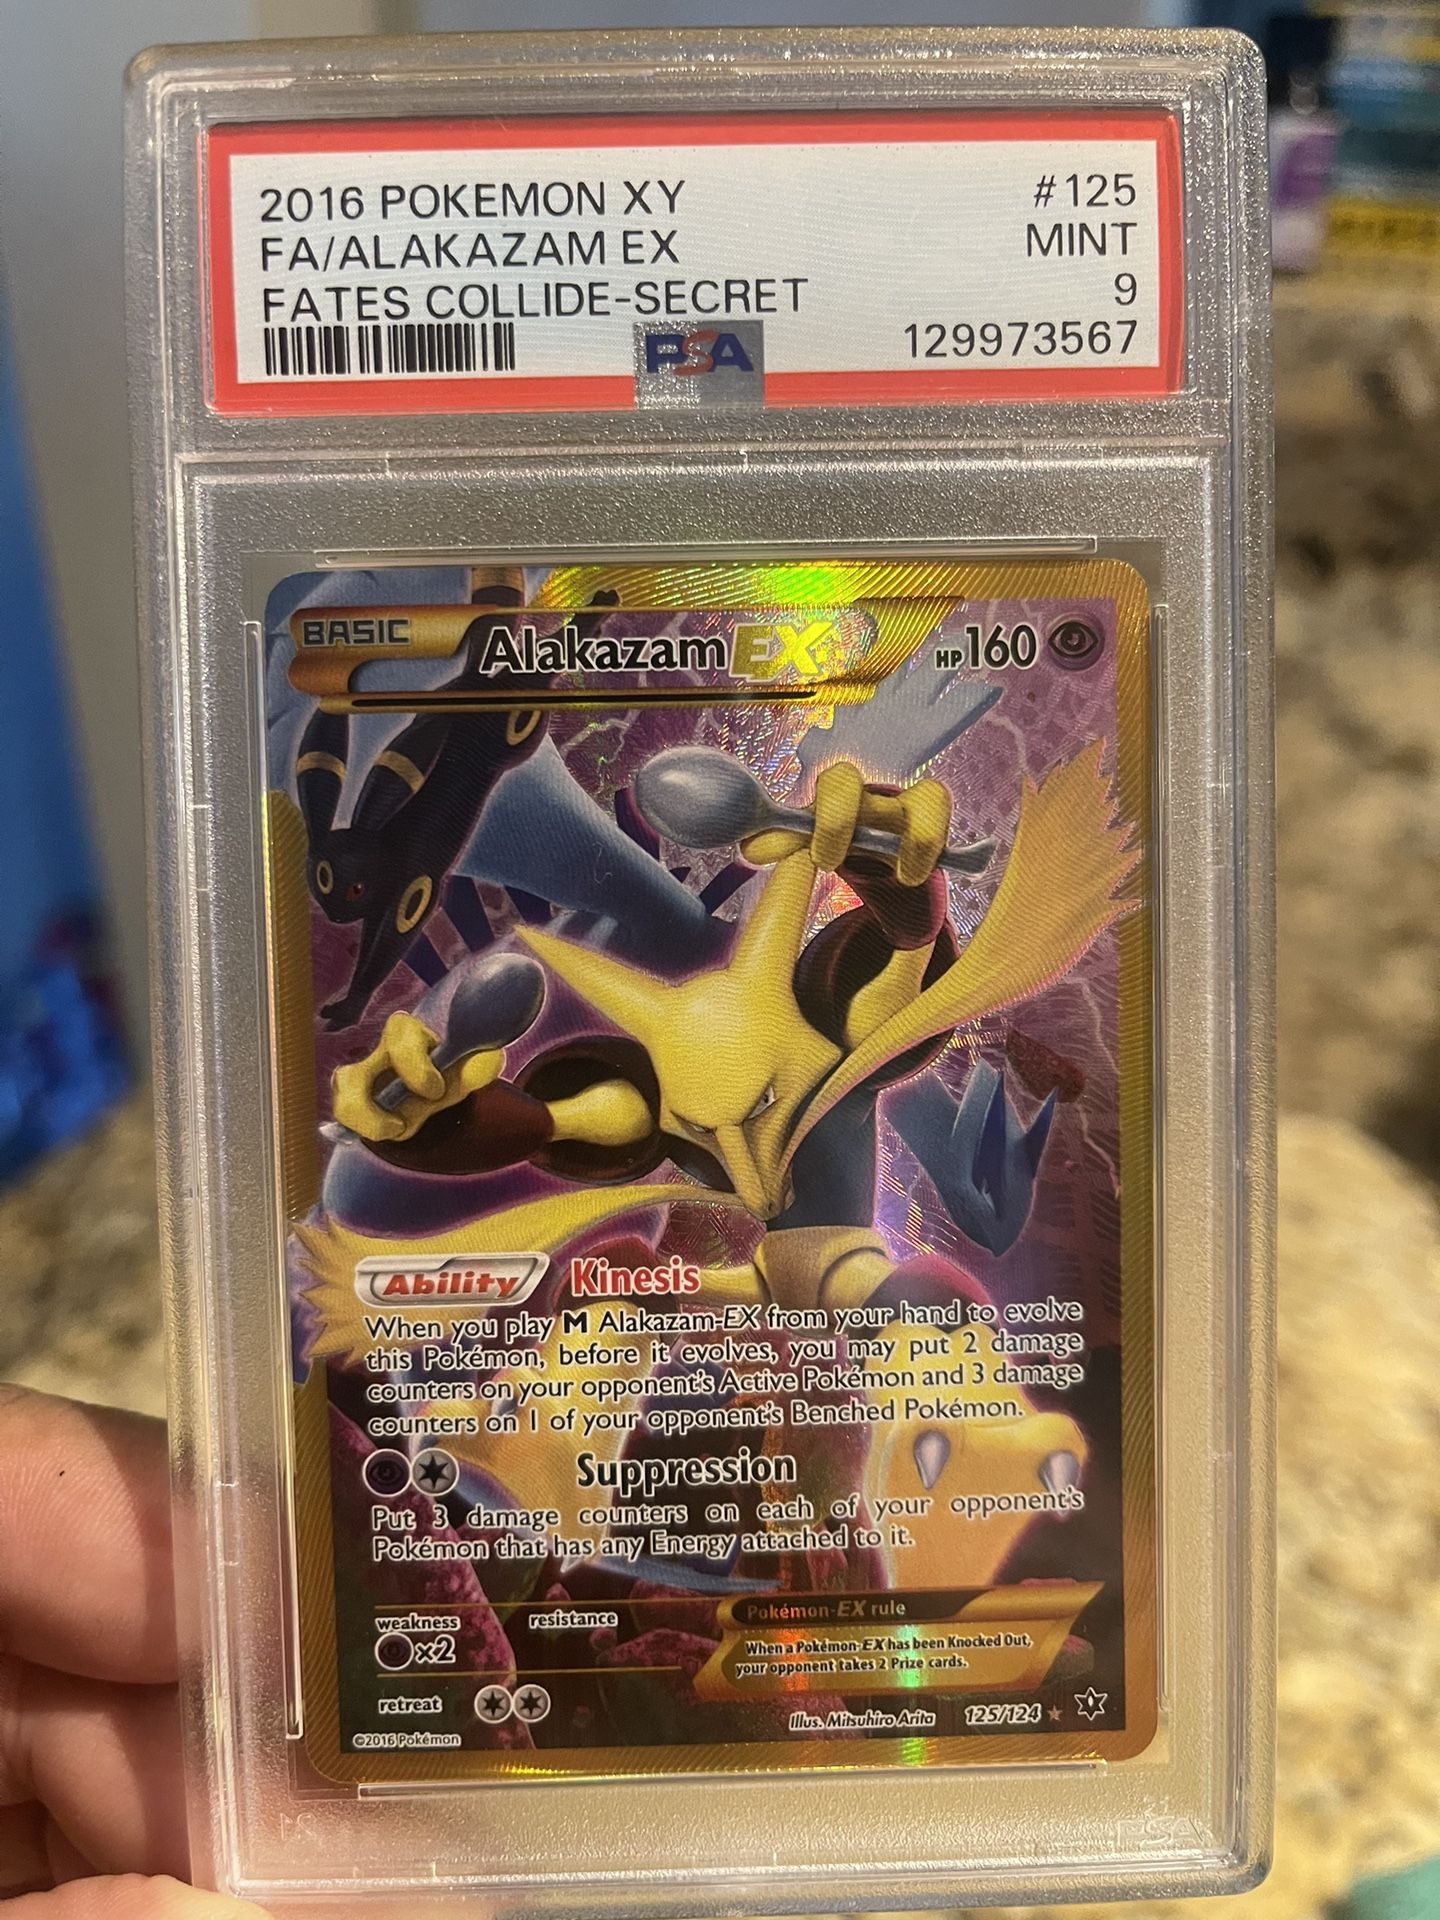 2016 POKEMON XY #125
FA/ALAKAZAM EX MINT
FATES COLLIDE-SECRET 9
PSA 129973567
BASIC Alakazam EX HP160
Ability Kinesis
When you play M Alakazam-EX from your hand to evolve
this Pokémon, before it evolves, you may put 2 damage
counters on your opponent's Active Pokémon and 3 damage
counters on 1 of your opponent's Benched Pokémon.
Suppression
Put 3 damage counters on each of your opponent's
Pokémon that has any Energy attached to it.
weakness resistance
×2
Pokémon-EX rule
When a Pokémon-EX has been Knocked Out,
your opponent takes 2 Prize cards.
retreat
Illus. Mitsuhiro Arita 125/124
©2016 Pokémon
PSA